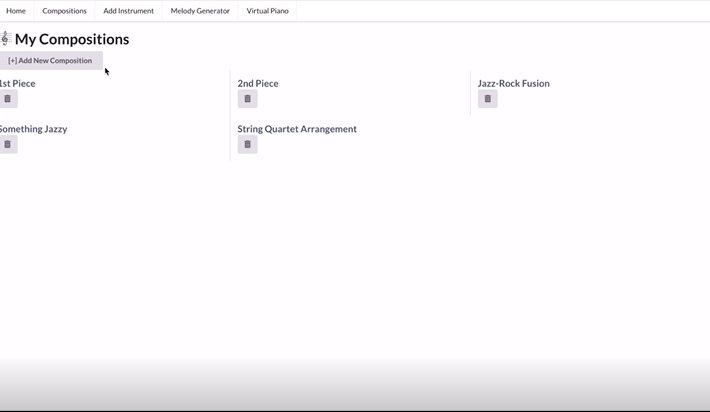 Home Compositions Add Instrument Melody Generator Virtual Piano
My Compositions
[+] Add New Composition
1st Piece 2nd Piece Jazz-Rock Fusion
Something Jazzy String Quartet Arrangement